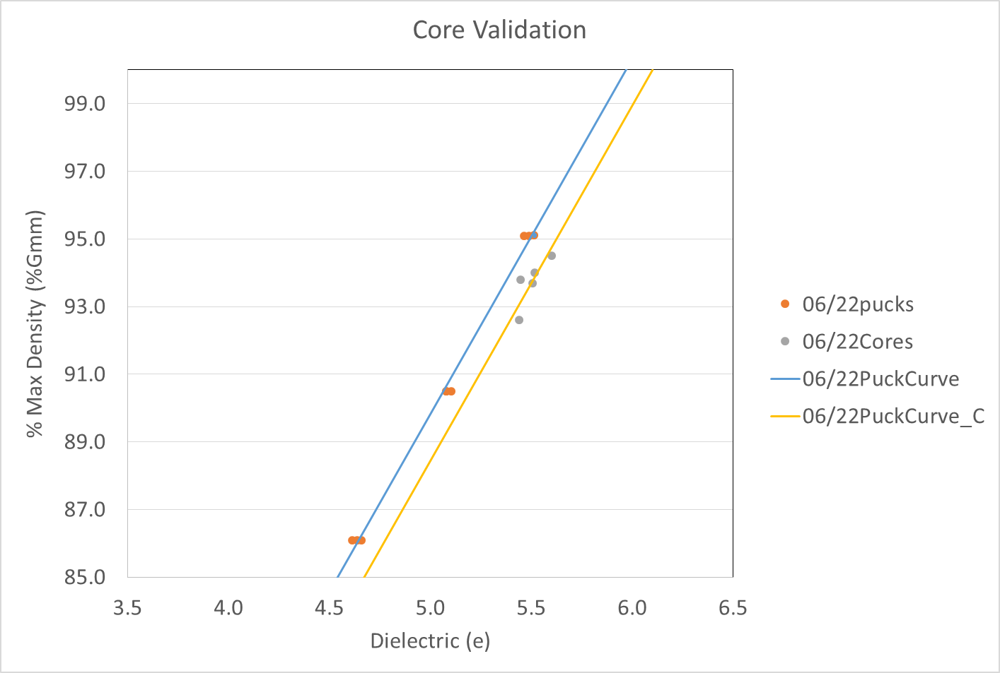 Core Validation
99.0
97.0
95.0
93.0
91.0
89.0
87.0
85.0
% Max Density (%Gmm)
3.5 4.0 4.5 5.0 5.5 6.0 6.5
Dielectric (e)
06/22pucks
06/22Cores
06/22PuckCurve
06/22PuckCurve_C